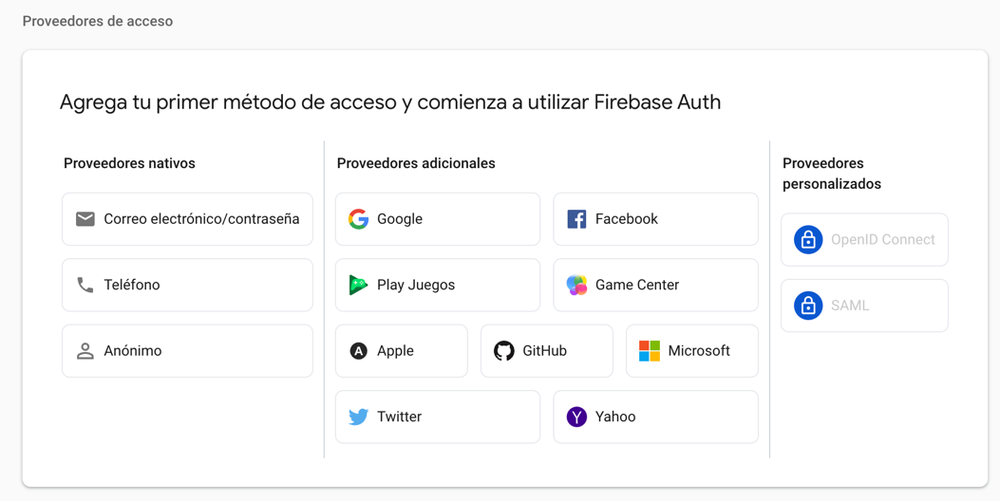 Proveedores de acceso
Agrega tu primer método de acceso y comienza a utilizar Firebase Auth
Proveedores nativos
Correo electrónico/contraseña
Teléfono
Anónimo
Proveedores adicionales
Google
Facebook
Play Juegos
Game Center
Apple
GitHub
Microsoft
Twitter
Yahoo
Proveedores
personalizados
OpenID Connect
SAML